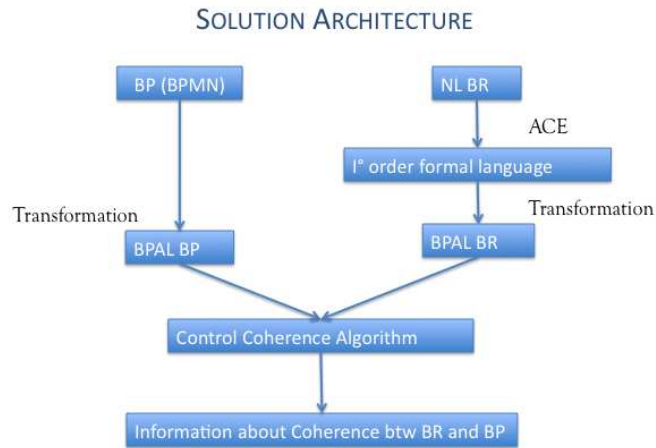 SOLUTION ARCHITECTURE
BP (BPMN)
NL BR
ACE
I° order formal language
Transformation
Transformation
BPAL BP
BPAL BR
Control Coherence Algorithm
Information about Coherence btw BR and BP